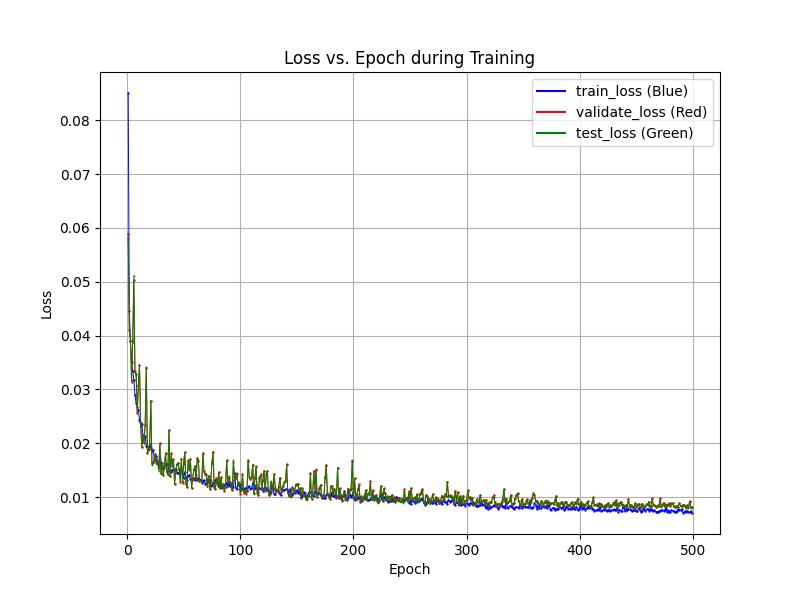 Loss vs. Epoch during Training
train_loss (Blue)
validate_loss (Red)
test_loss (Green)
0.08
0.07
0.06
0.05
0.04
0.03
0.02
0.01
Loss
0 100 200 300 400 500
Epoch